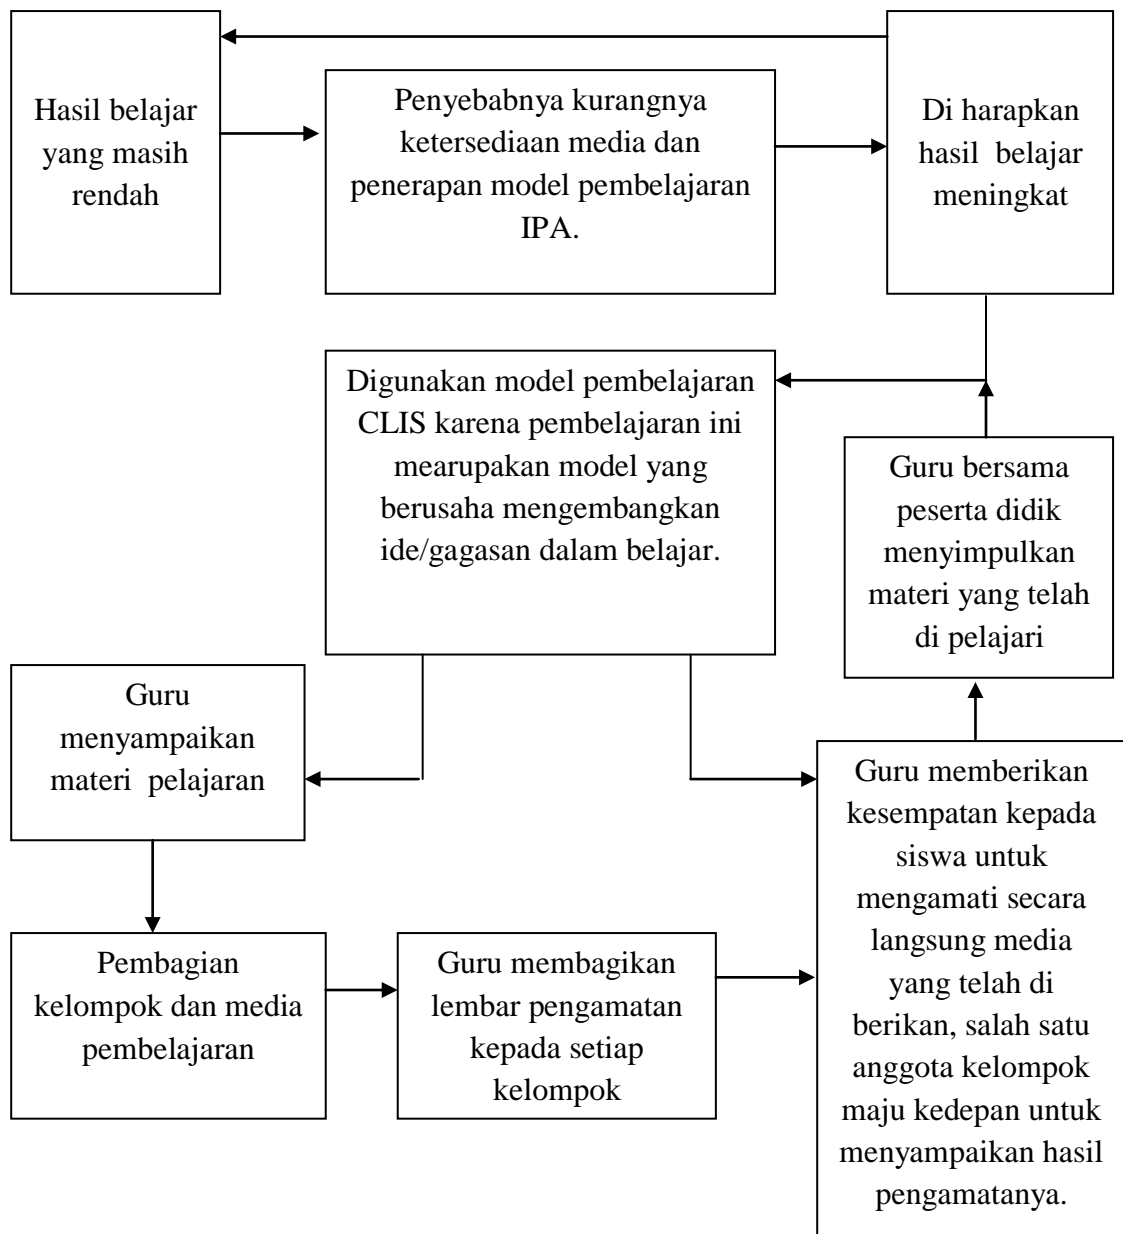 Hasil belajar
yang masih
rendah
Penyebabnya kurangnya
ketersediaan media dan
penerapan model pembelajaran
IPA.
Di harapkan
hasil  belajar
meningkat
Digunakan model pembelajaran
CLIS karena pembelajaran ini
mearupakan model yang
berusaha mengembangkan
ide/gagasan dalam belajar.
Guru bersama
peserta didik
menyimpulkan
materi yang telah
di pelajari
Guru
menyampaikan
materi  pelajaran
Pembagian
kelompok dan media
pembelajaran
Guru membagikan
lembar pengamatan
kepada setiap
kelompok
Guru memberikan
kesempatan kepada
siswa untuk
mengamati secara
langsung media
yang telah di
berikan, salah satu
anggota kelompok
maju kedepan untuk
menyampaikan hasil
pengamatanya.